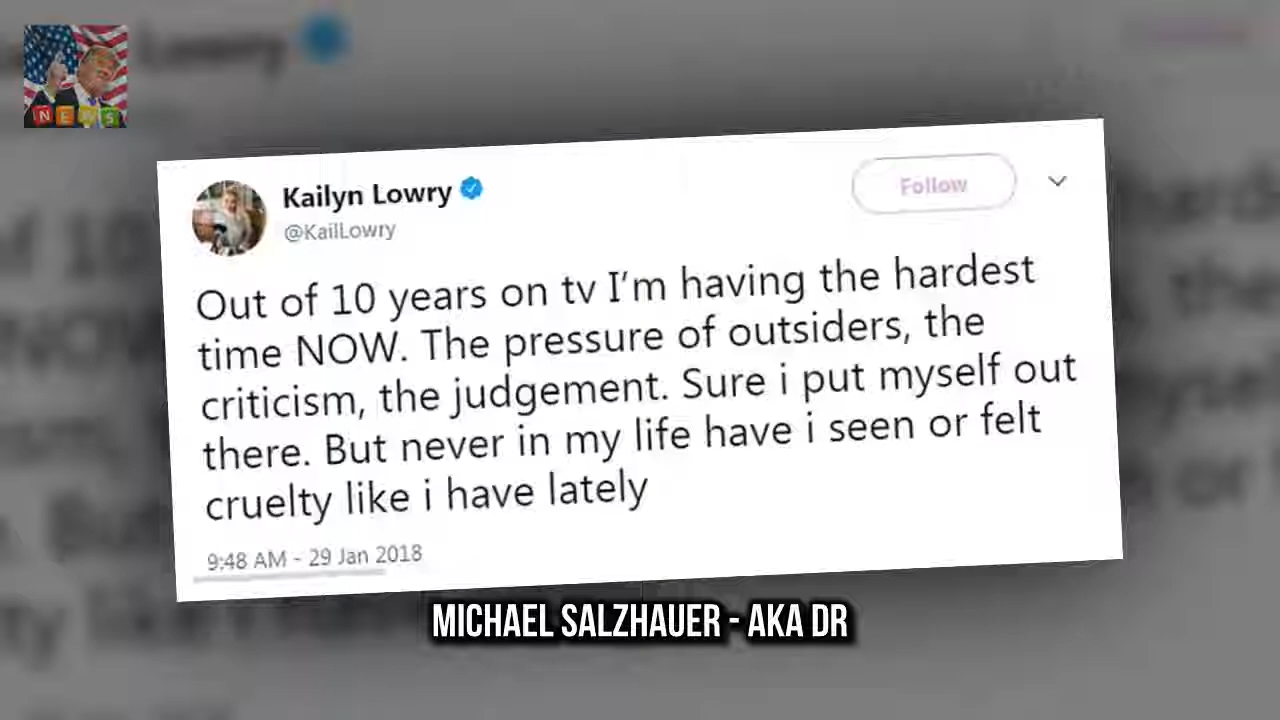 NEWS
Kailyn Lowry
@KailLowry
Follow
Out of 10 years on tv I'm having the hardest
time NOW. The pressure of outsiders, the
criticism, the judgement. Sure i put myself out
there. But never in my life have i seen or felt
cruelty like i have lately
9:48 AM - 29 Jan 2018
MICHAEL SALZHAUER - AKA DR